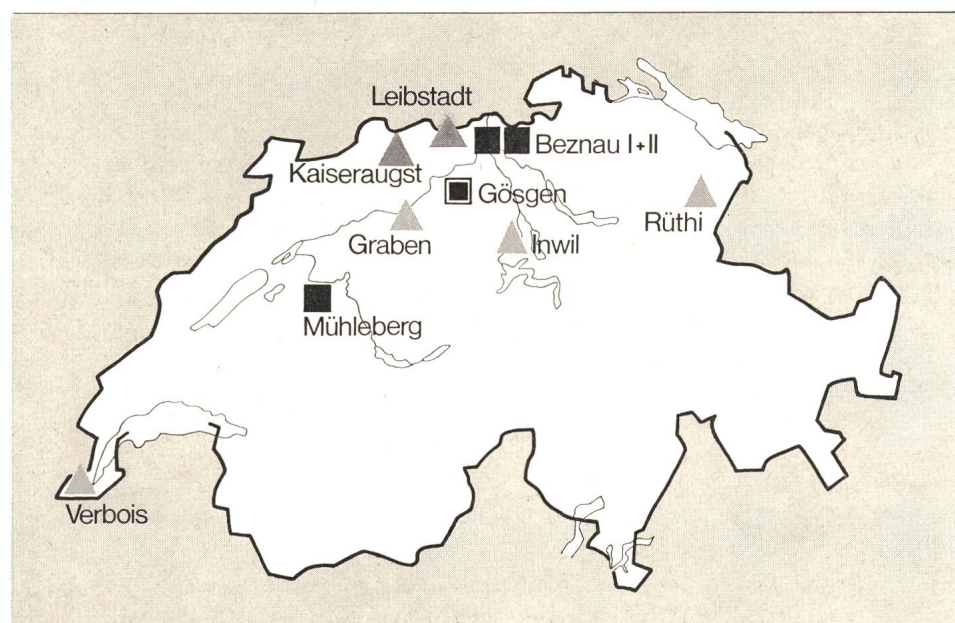 Leibstadt
Beznau I+II
Kaiseraugst
Gösgen
Rüthi
Graben
Inwil
Mühleberg
Verbois